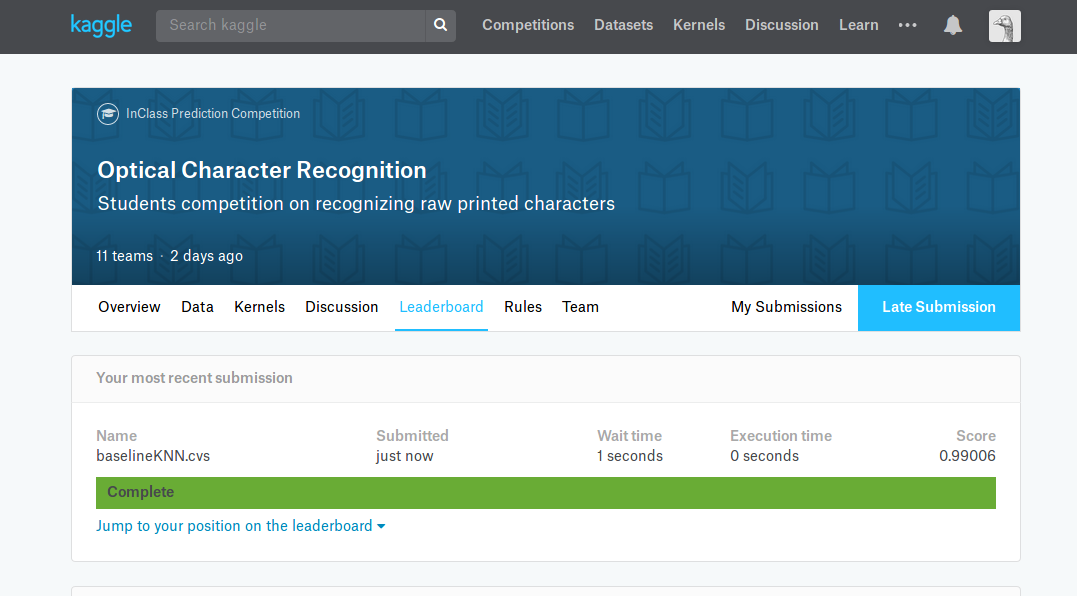 kaggle Search kaggle Competitions Datasets Kernels Discussion Learn •••
InClass Prediction Competition
Optical Character Recognition
Students competition on recognizing raw printed characters
11 teams · 2 days ago
Overview Data Kernels Discussion Leaderboard Rules Team My Submissions Late Submission
Your most recent submission
Name Submitted Wait time Execution time Score
baselineKNN.cvs just now 1 seconds 0 seconds 0.99006
Complete
Jump to your position on the leaderboard